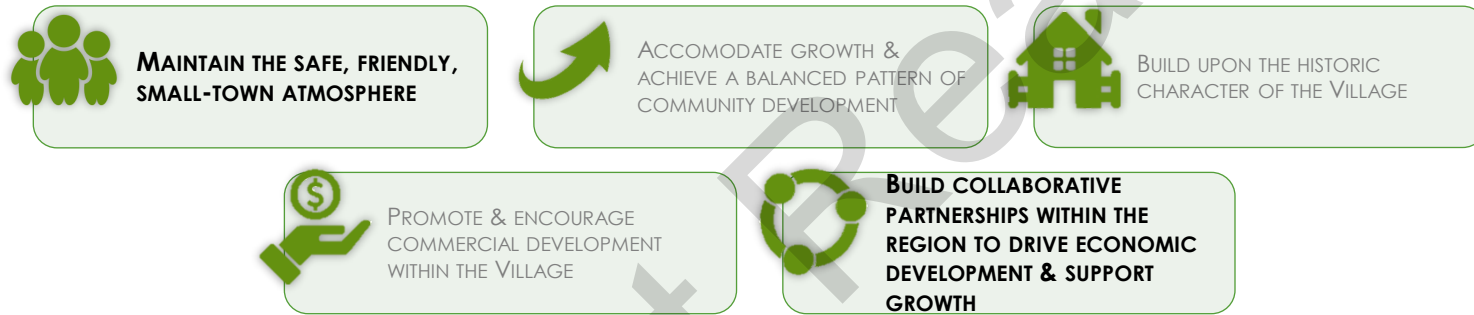 MAINTAIN THE SAFE, FRIENDLY,
SMALL-TOWN ATMOSPHERE
ACCOMODATE GROWTH &
ACHIEVE A BALANCED PATTERN OF
COMMUNITY DEVELOPMENT
BUILD UPON THE HISTORIC
CHARACTER OF THE VILLAGE
$
PROMOTE & ENCOURAGE
COMMERCIAL DEVELOPMENT
WITHIN THE VILLAGE
BUILD COLLABORATIVE
PARTNERSHIPS WITHIN THE
REGION TO DRIVE ECONOMIC
DEVELOPMENT & SUPPORT
GROWTH